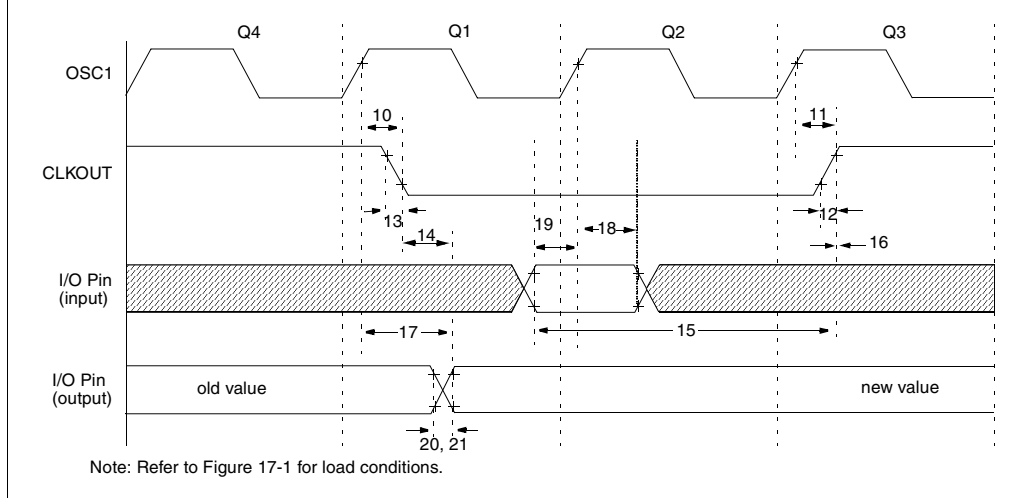 Q4 Q1 Q2 Q3
OSC1
10 11
CLKOUT
13 14 19 18 12 16
I/O Pin
(input)
17 15
I/O Pin
(output)
old value new value
20, 21
Note: Refer to Figure 17-1 for load conditions.